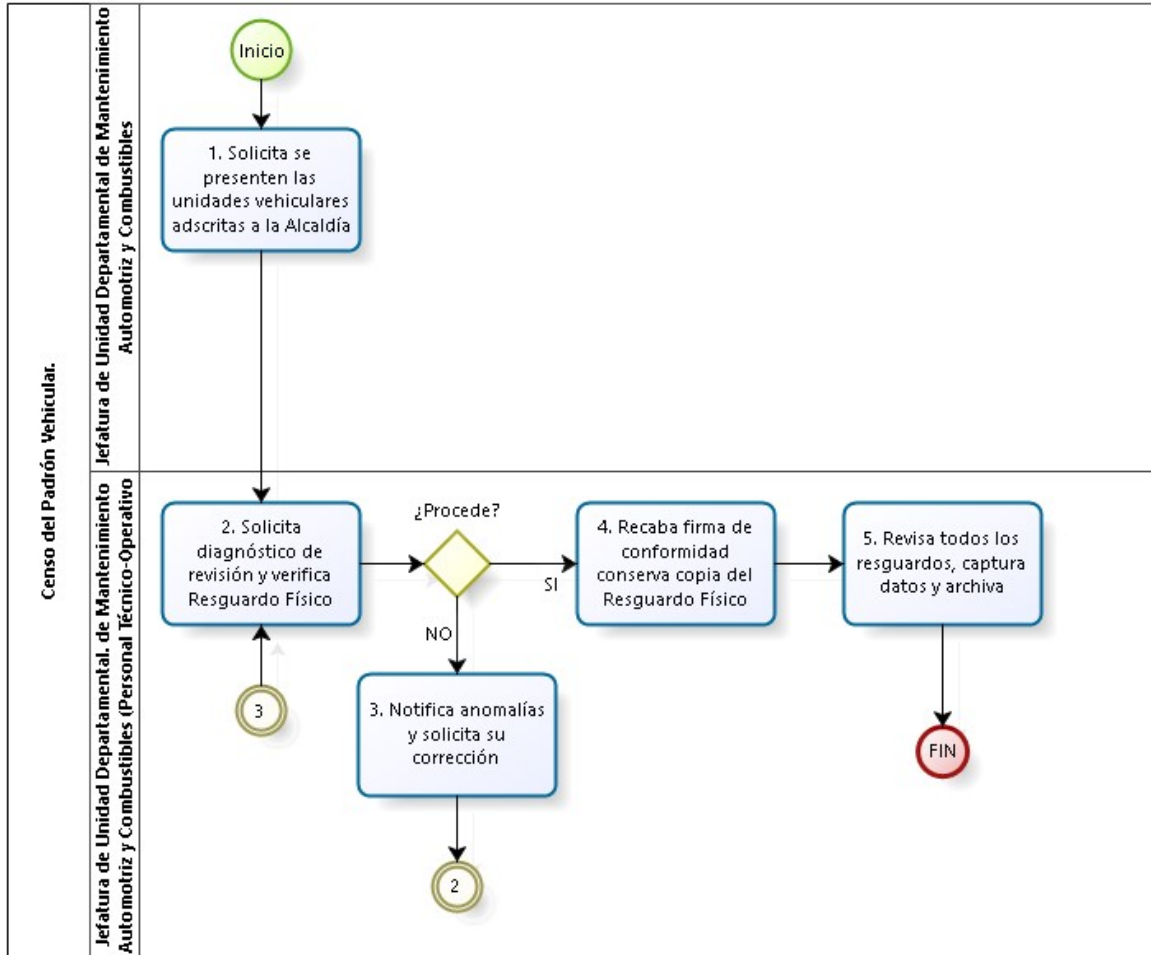 Censo del Padrón Vehicular.
Jefatura de Unidad Departamental de Mantenimiento
Automotriz y Combustibles
Inicio
1. Solicita se
presenten las
unidades vehiculares
adscritas a la Alcaldía
Jefatura de Unidad Departamental. de Mantenimiento
Automotriz y Combustibles (Personal Técnico-Operativo
2. Solicita
diagnóstico de
revisión y verifica
Resguardo Físico
¿Procede?
SI
NO
4. Recaba firma de
conformidad
conserva copia del
Resguardo Físico
5. Revisa todos los
resguardos, captura
datos y archiva
3
3. Notifica anomalías
y solicita su
corrección
2
FIN